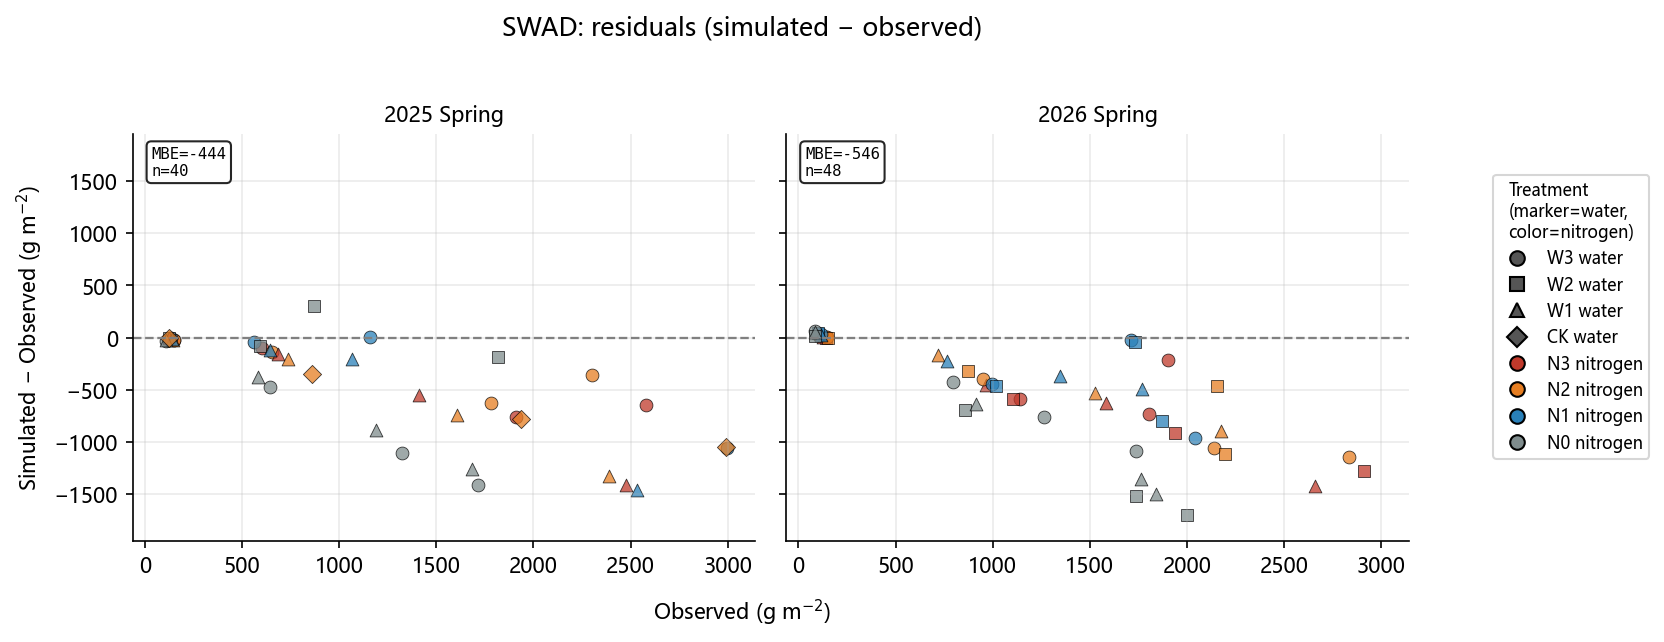 SWAD: residuals (simulated − observed)
2025 Spring
2026 Spring
MBE=-444
n=40
MBE=-546
n=48
Simulated − Observed (g m⁻²)
1500
1000
500
0
−500
−1000
−1500
0 500 1000 1500 2000 2500 3000
0 500 1000 1500 2000 2500 3000
Observed (g m⁻²)
Treatment
(marker=water,
color=nitrogen)
W3 water
W2 water
W1 water
CK water
N3 nitrogen
N2 nitrogen
N1 nitrogen
N0 nitrogen